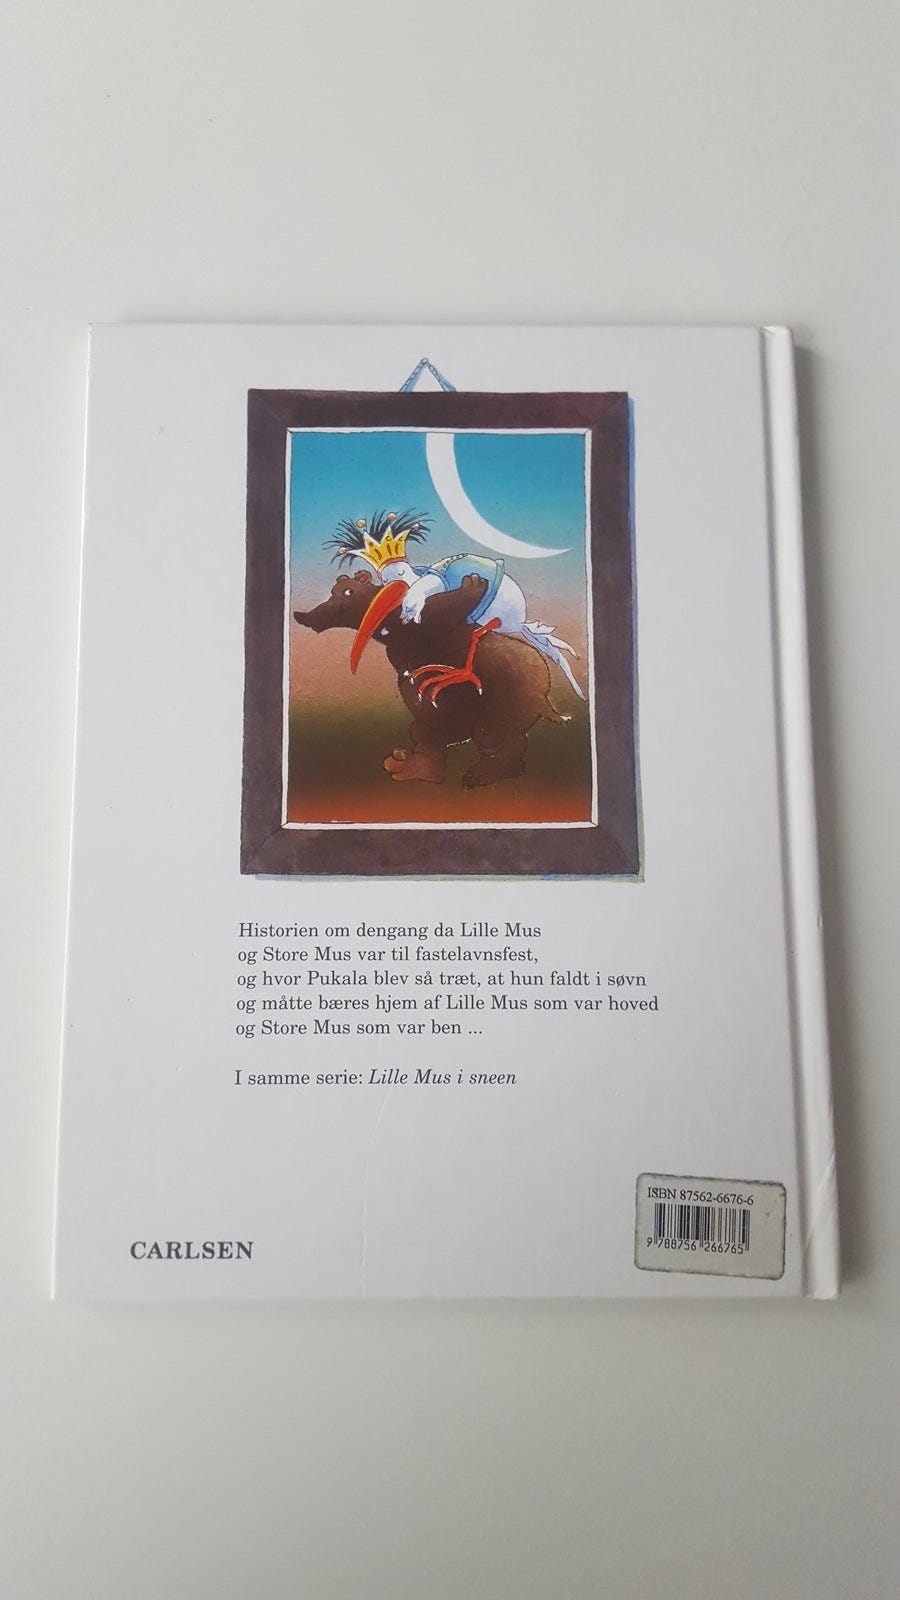 Historien om dengang da Lille Mus
og Store Mus var til fastelavnsfest,
og hvor Pukala blev så træt, at hun faldt i søvn
og måtte bæres hjem af Lille Mus som var hoved
og Store Mus som var ben ...
I samme serie: Lille Mus i sneen
ISBN 87562-6676-6
9 788756 266765
CARLSEN